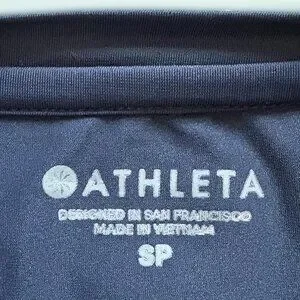 ATHLETA
DESIGNED IN SAN FRANCISCO
MADE IN VIETNAM
SP